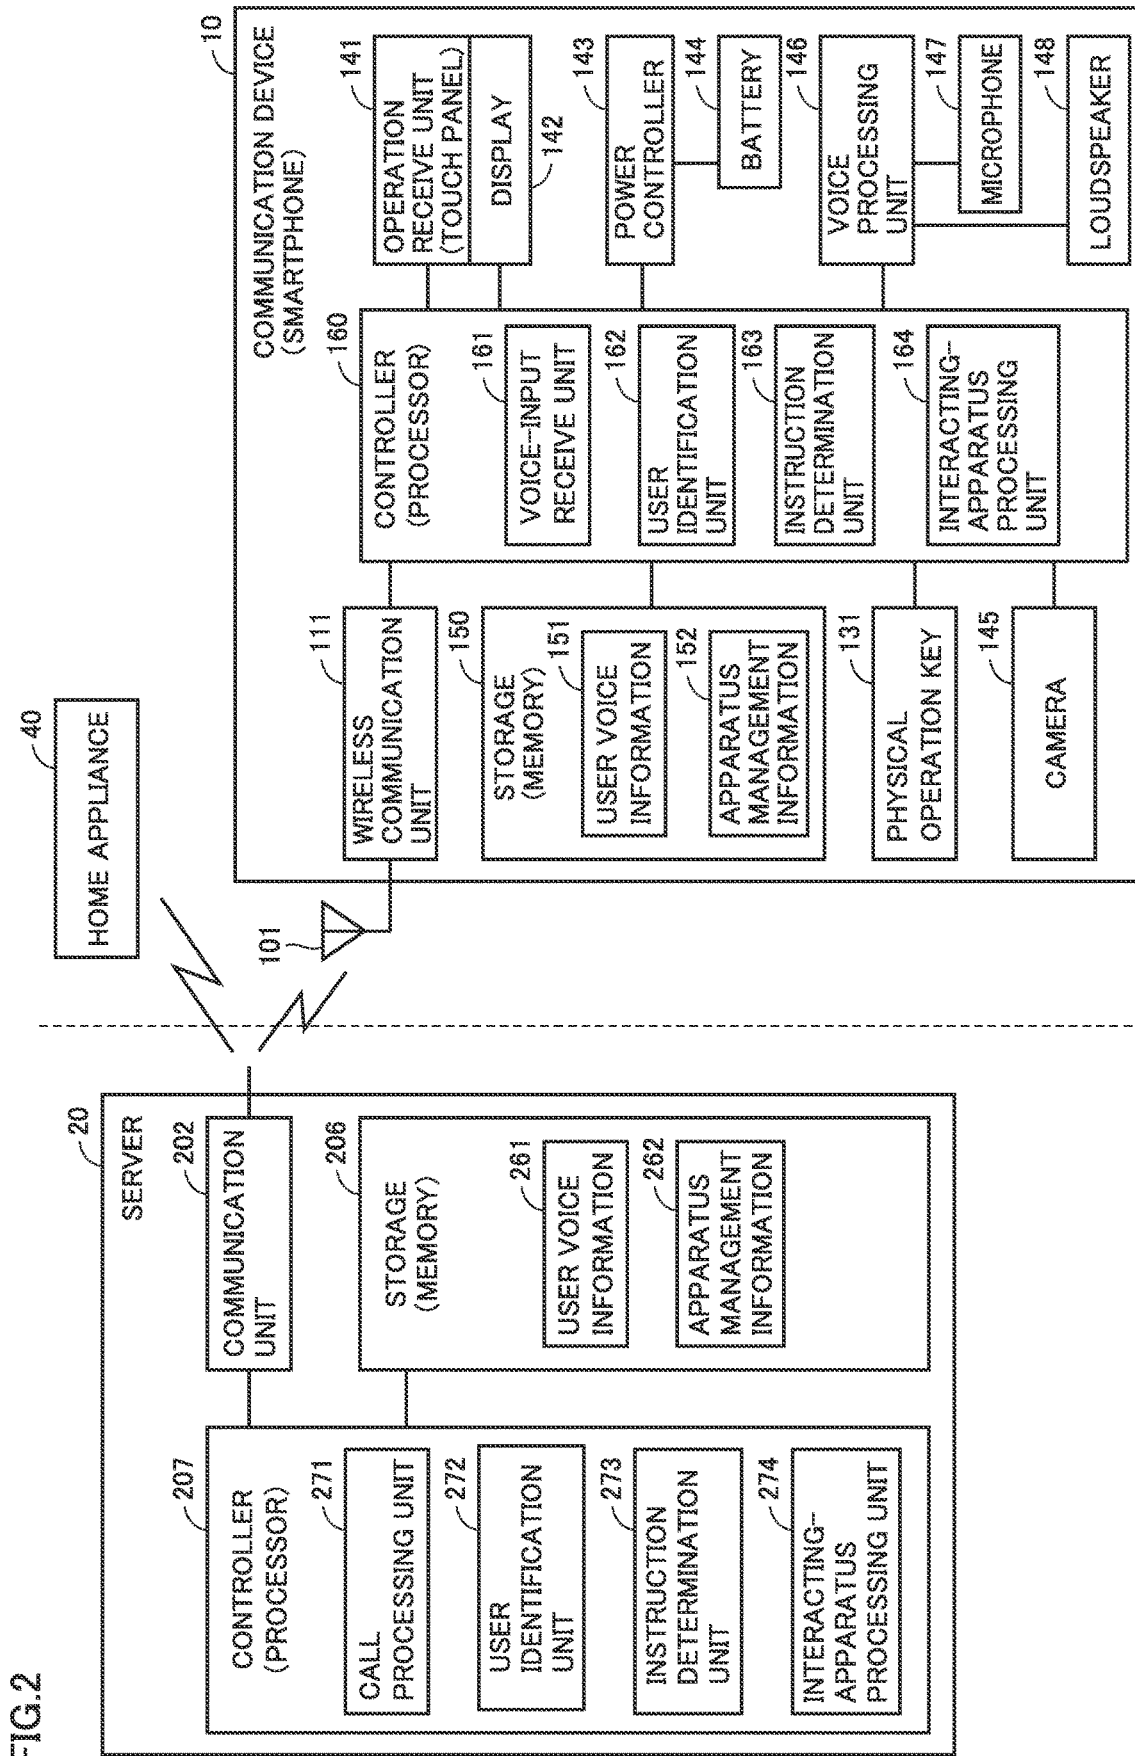 FIG.2
20
SERVER
207
CONTROLLER
(PROCESSOR)
271
CALL
PROCESSING UNIT
272
USER
IDENTIFICATION
UNIT
273
INSTRUCTION
DETERMINATION
UNIT
274
INTERACTING-
APPARATUS
PROCESSING UNIT
202
COMMUNICATION
UNIT
206
STORAGE
(MEMORY)
261
USER VOICE
INFORMATION
262
APPARATUS
MANAGEMENT
INFORMATION
40
HOME APPLIANCE
101
10
COMMUNICATION DEVICE
(SMARTPHONE)
111
WIRELESS
COMMUNICATION
UNIT
150
STORAGE
(MEMORY)
151
USER VOICE
INFORMATION
152
APPARATUS
MANAGEMENT
INFORMATION
131
PHYSICAL
OPERATION KEY
145
CAMERA
160
CONTROLLER
(PROCESSOR)
161
VOICE-INPUT
RECEIVE UNIT
162
USER
IDENTIFICATION
UNIT
163
INSTRUCTION
DETERMINATION
UNIT
164
INTERACTING-
APPARATUS
PROCESSING
UNIT
141
OPERATION
RECEIVE UNIT
(TOUCH PANEL)
DISPLAY
142
143
POWER
CONTROLLER
144
BATTERY
146
VOICE
PROCESSING
UNIT
147
MICROPHONE
148
LOUDSPEAKER